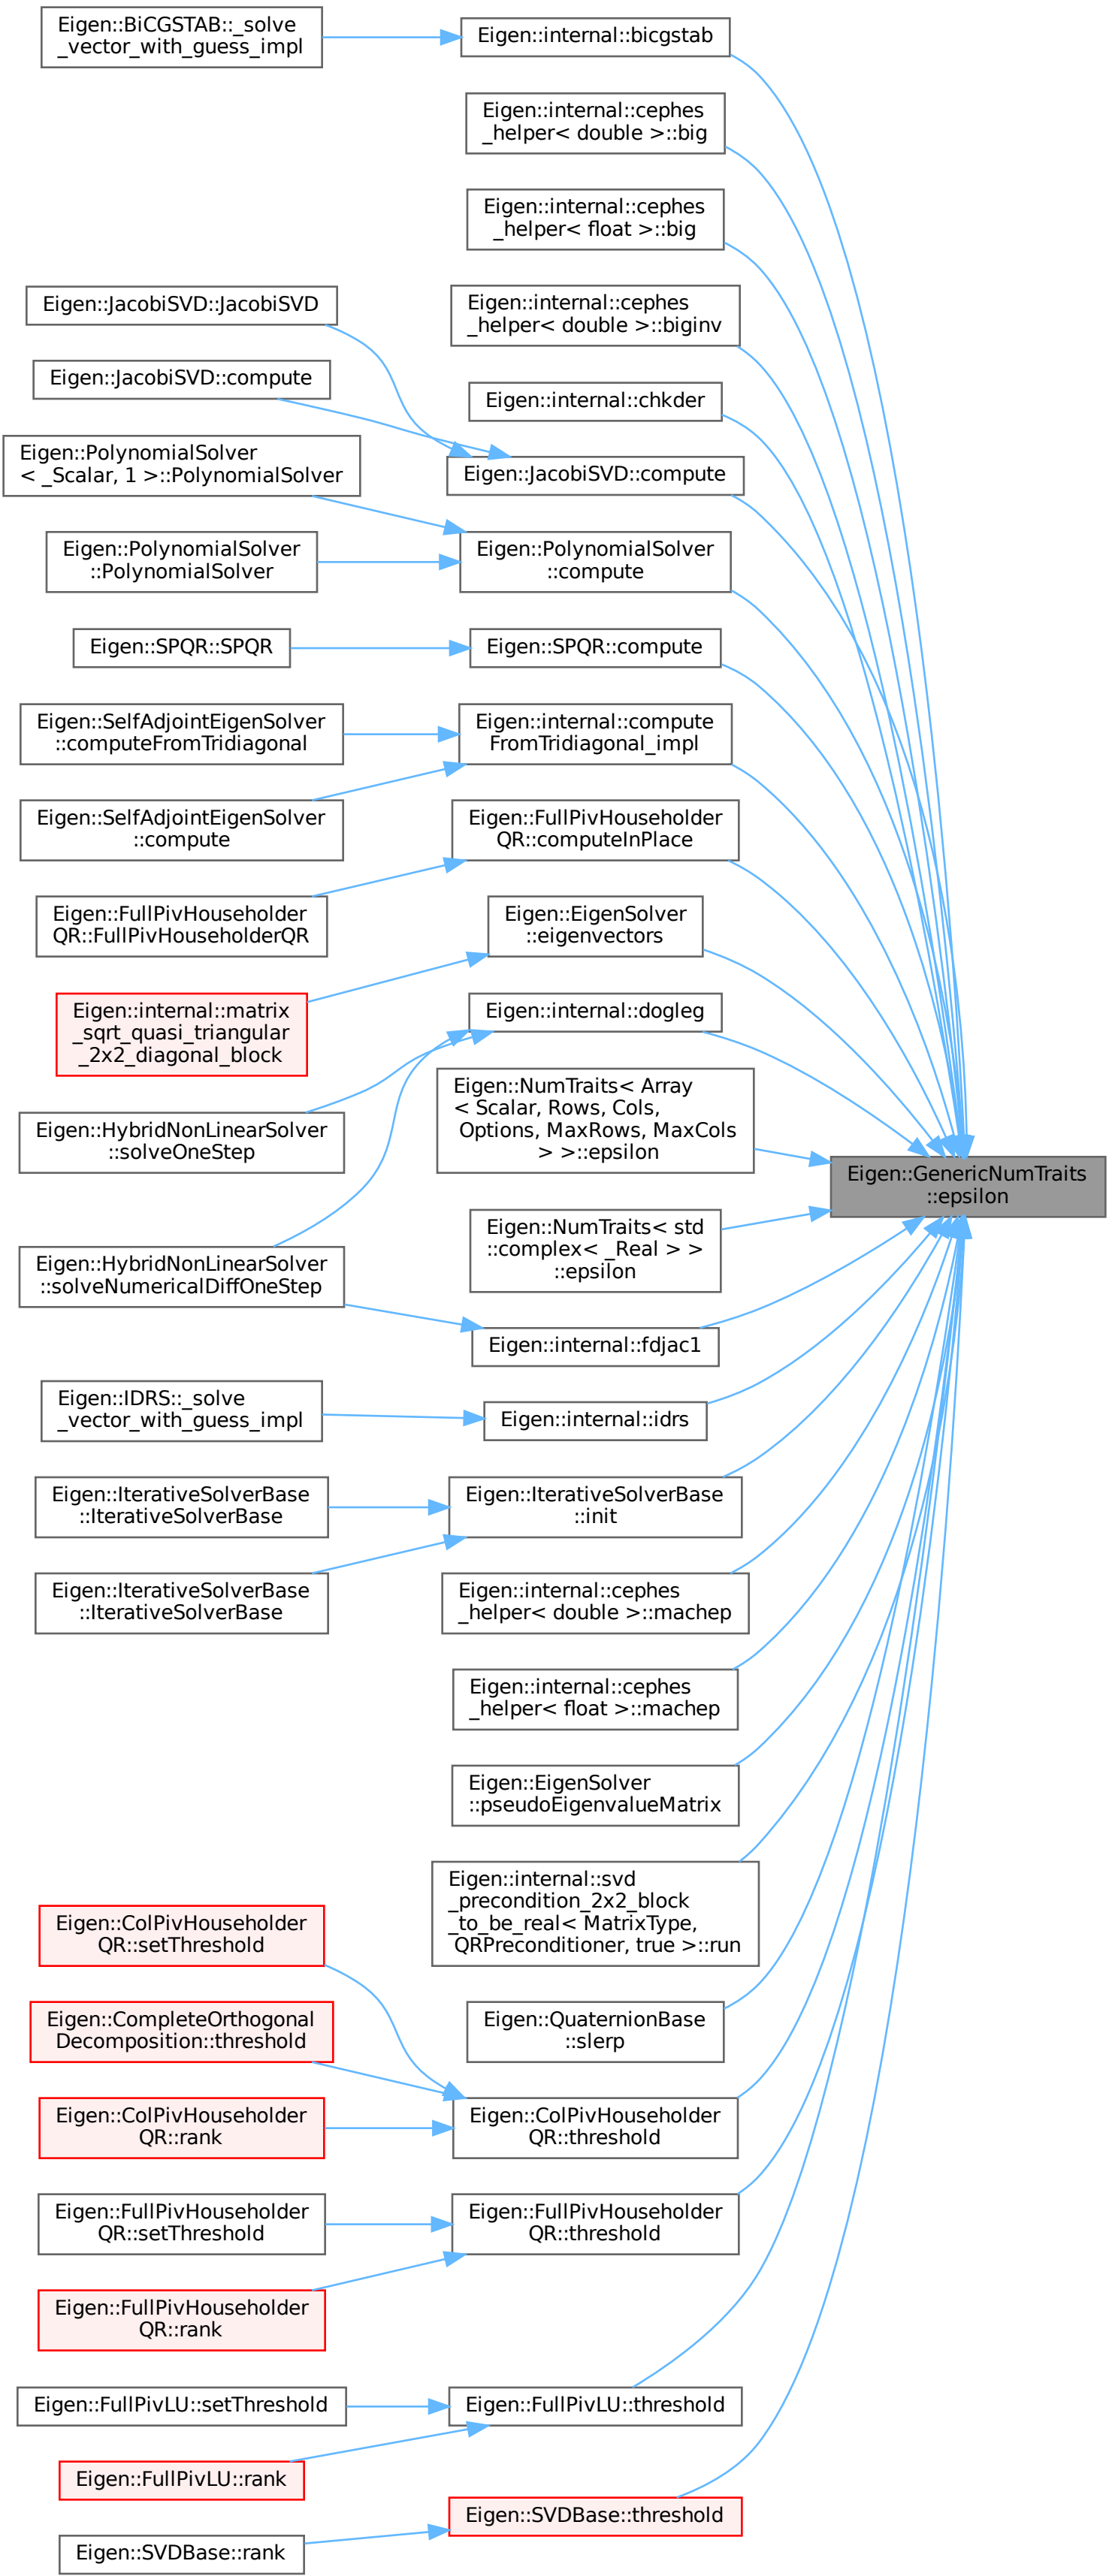 Eigen::BiCGSTAB::_solve
_vector_with_guess_impl
Eigen::internal::bicgstab
Eigen::internal::cephes
_helper< double >::big
Eigen::internal::cephes
_helper< float >::big
Eigen::JacobiSVD::JacobiSVD
Eigen::internal::cephes
_helper< double >::biginv
Eigen::JacobiSVD::compute
Eigen::internal::chkder
Eigen::PolynomialSolver
< _Scalar, 1 >::PolynomialSolver
Eigen::JacobiSVD::compute
Eigen::PolynomialSolver
::PolynomialSolver
Eigen::PolynomialSolver
::compute
Eigen::SPQR::SPQR
Eigen::SPQR::compute
Eigen::SelfAdjointEigenSolver
::computeFromTridiagonal
Eigen::internal::compute
FromTridiagonal_impl
Eigen::SelfAdjointEigenSolver
::compute
Eigen::FullPivHouseholder
QR::computeInPlace
Eigen::FullPivHouseholder
QR::FullPivHouseholderQR
Eigen::EigenSolver
::eigenvectors
Eigen::internal::matrix
_sqrt_quasi_triangular
_2x2_diagonal_block
Eigen::internal::dogleg
Eigen::HybridNonLinearSolver
::solveOneStep
Eigen::NumTraits< Array
< Scalar, Rows, Cols,
Options, MaxRows, MaxCols
> >::epsilon
Eigen::GenericNumTraits
::epsilon
Eigen::NumTraits< std
::complex< _Real > >
::epsilon
Eigen::HybridNonLinearSolver
::solveNumericalDiffOneStep
Eigen::internal::fdjac1
Eigen::IDRS::_solve
_vector_with_guess_impl
Eigen::internal::idrs
Eigen::IterativeSolverBase
::IterativeSolverBase
Eigen::IterativeSolverBase
::init
Eigen::IterativeSolverBase
::IterativeSolverBase
Eigen::internal::cephes
_helper< double >::machep
Eigen::internal::cephes
_helper< float >::machep
Eigen::EigenSolver
::pseudoEigenvalueMatrix
Eigen::internal::svd
_precondition_2x2_block
_to_be_real< MatrixType,
QRPreconditioner, true >::run
Eigen::ColPivHouseholder
QR::setThreshold
Eigen::CompleteOrthogonal
Decomposition::threshold
Eigen::QuaternionBase
::slerp
Eigen::ColPivHouseholder
QR::rank
Eigen::ColPivHouseholder
QR::threshold
Eigen::FullPivHouseholder
QR::setThreshold
Eigen::FullPivHouseholder
QR::threshold
Eigen::FullPivHouseholder
QR::rank
Eigen::FullPivLU::setThreshold
Eigen::FullPivLU::threshold
Eigen::FullPivLU::rank
Eigen::SVDBase::threshold
Eigen::SVDBase::rank